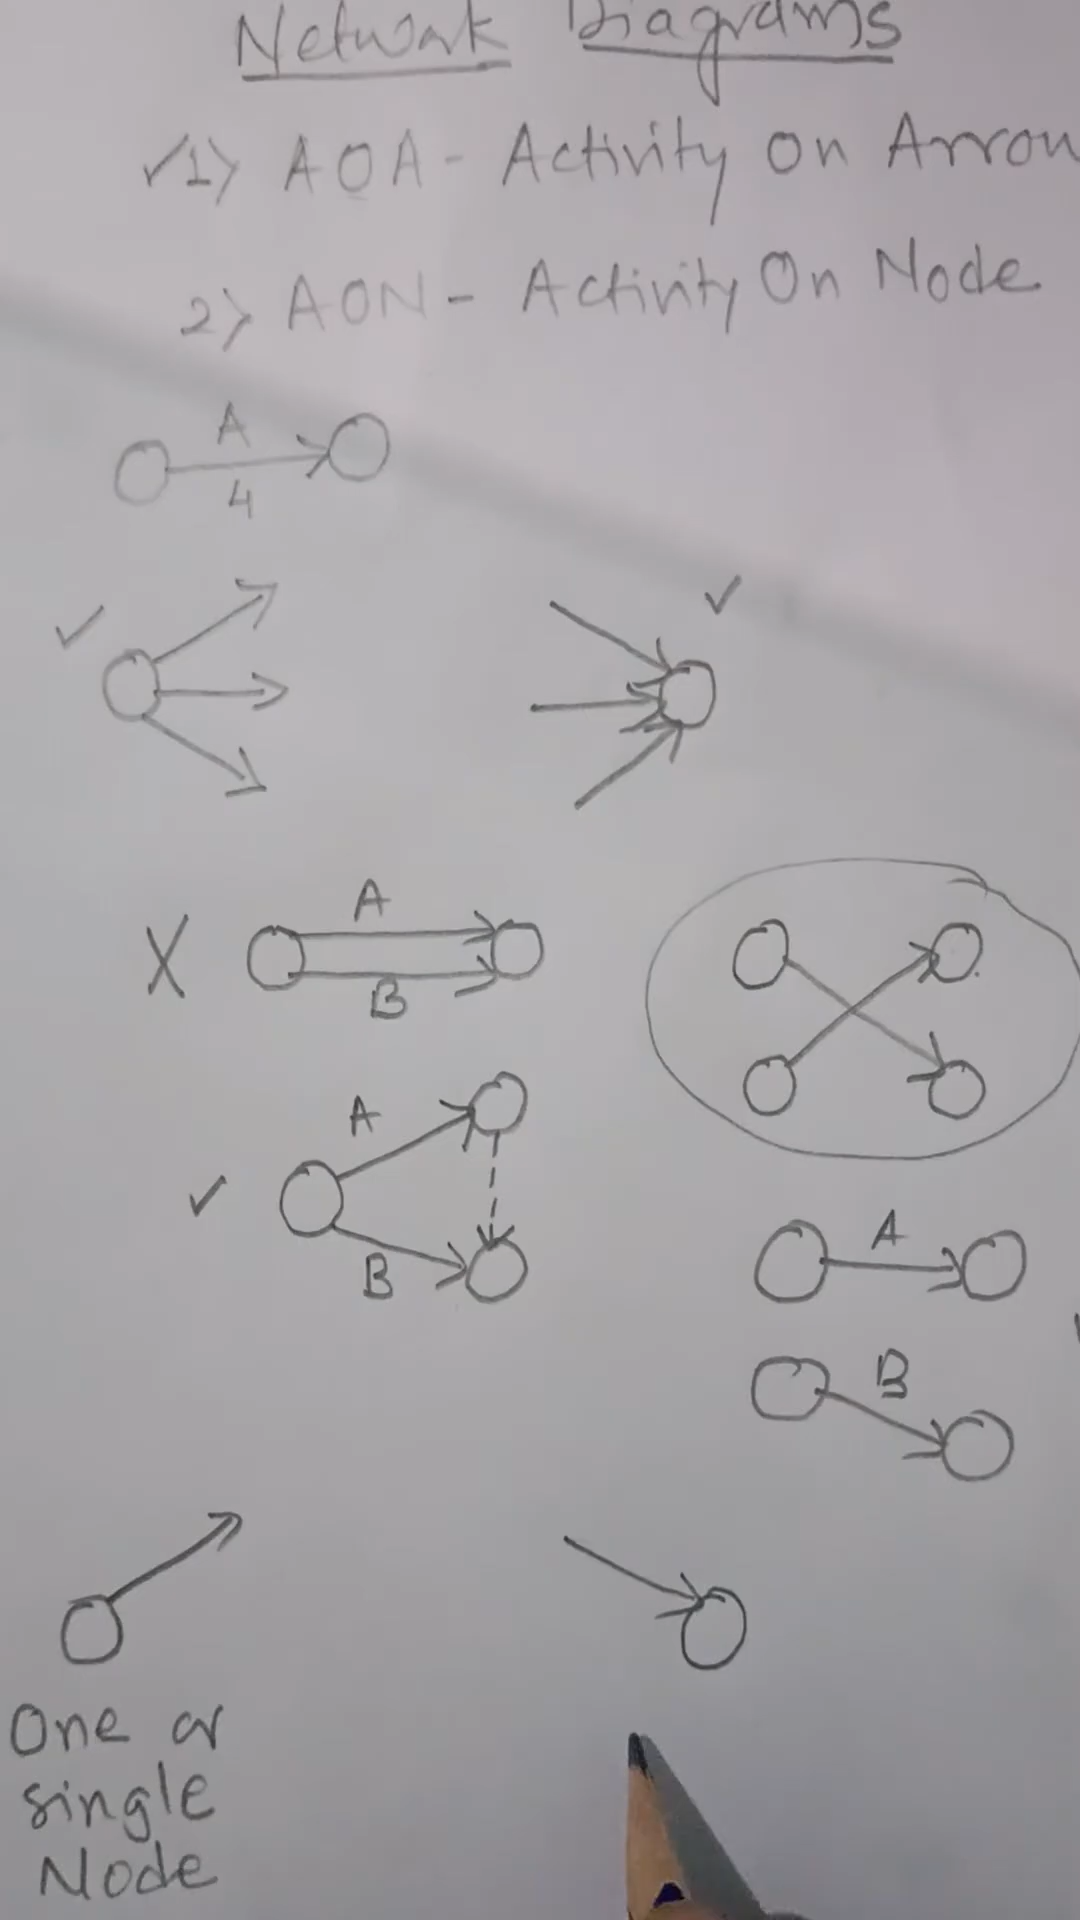 Network Diagrams
✓1) AOA - Activity On Arrow
2) AON - Activity On Node
A
4
✓
✓
X
A
B
✓
A
B
A
B
One or
single
Node